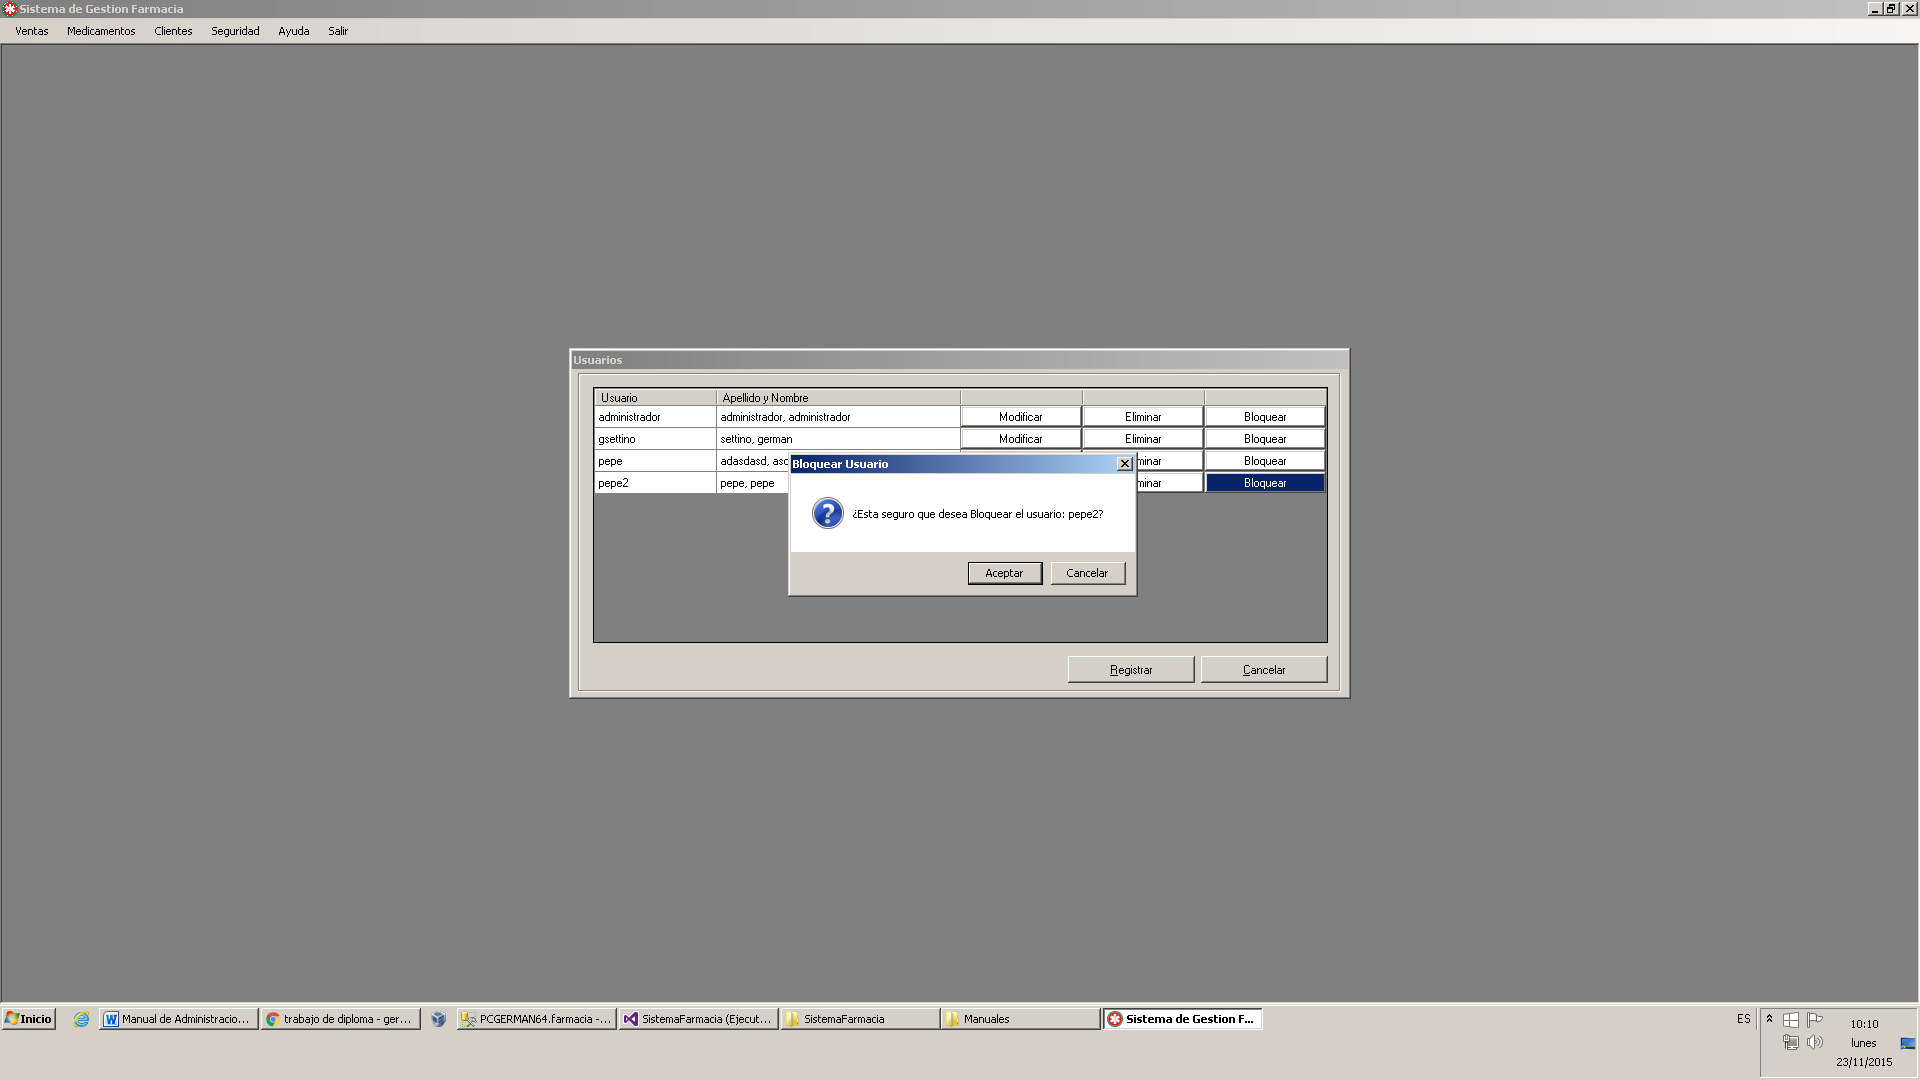 Sistema de Gestion Farmacia
Ventas Medicamentos Clientes Seguridad Ayuda Salir
Usuarios
Usuario Apellido y Nombre
administrador administrador, administrador Modificar Eliminar Bloquear
gsettino settino, german Modificar Eliminar Bloquear
pepe adasdasd, asd minar Bloquear
pepe2 pepe, pepe minar Bloquear
Bloquear Usuario
¿Esta seguro que desea Bloquear el usuario: pepe2?
Aceptar Cancelar
Registrar Cancelar
Inicio Manual de Administracio... trabajo de diploma - ger... PCGERMAN64.farmacia -... SistemaFarmacia (Ejecut... SistemaFarmacia Manuales Sistema de Gestion F... ES
10:10
lunes
23/11/2015